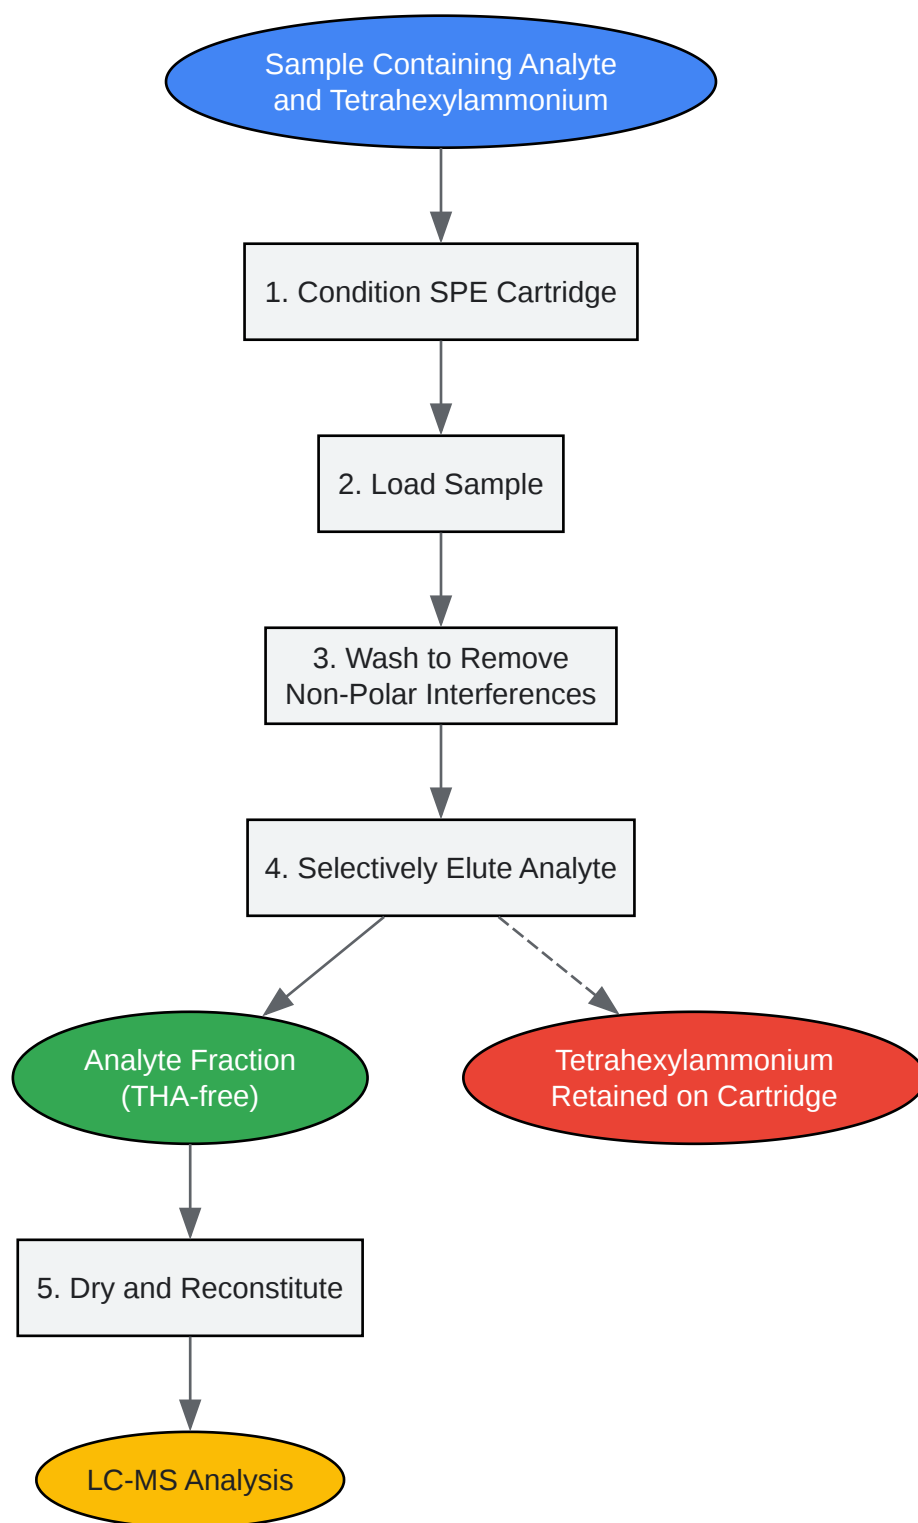 Sample Containing Analyte
and Tetrahexylammonium
1. Condition SPE Cartridge
2. Load Sample
3. Wash to Remove
Non-Polar Interferences
4. Selectively Elute Analyte
Analyte Fraction
(THA-free)
Tetrahexylammonium
Retained on Cartridge
5. Dry and Reconstitute
LC-MS Analysis